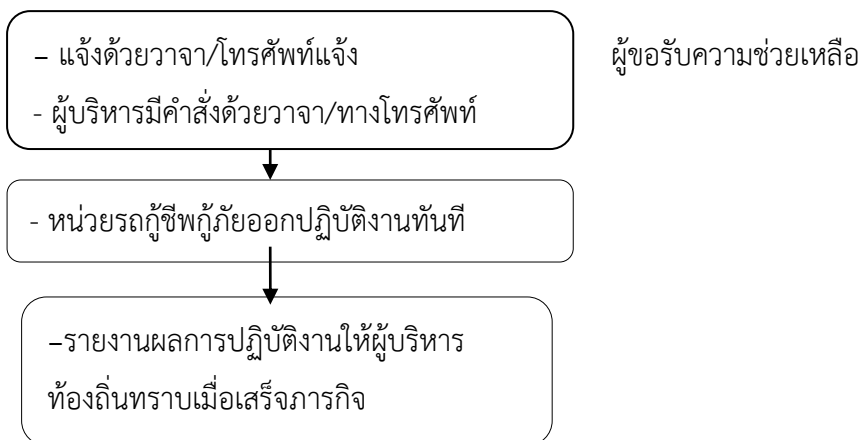 – แจ้งด้วยวาจา/โทรศัพท์แจ้ง
ผู้ขอรับความช่วยเหลือ
- ผู้บริหารมีคำสั่งด้วยวาจา/ทางโทรศัพท์
- หน่วยรถกู้ชีพกู้ภัยออกปฏิบัติงานทันที
–รายงานผลการปฏิบัติงานให้ผู้บริหาร
ท้องถิ่นทราบเมื่อเสร็จภารกิจ